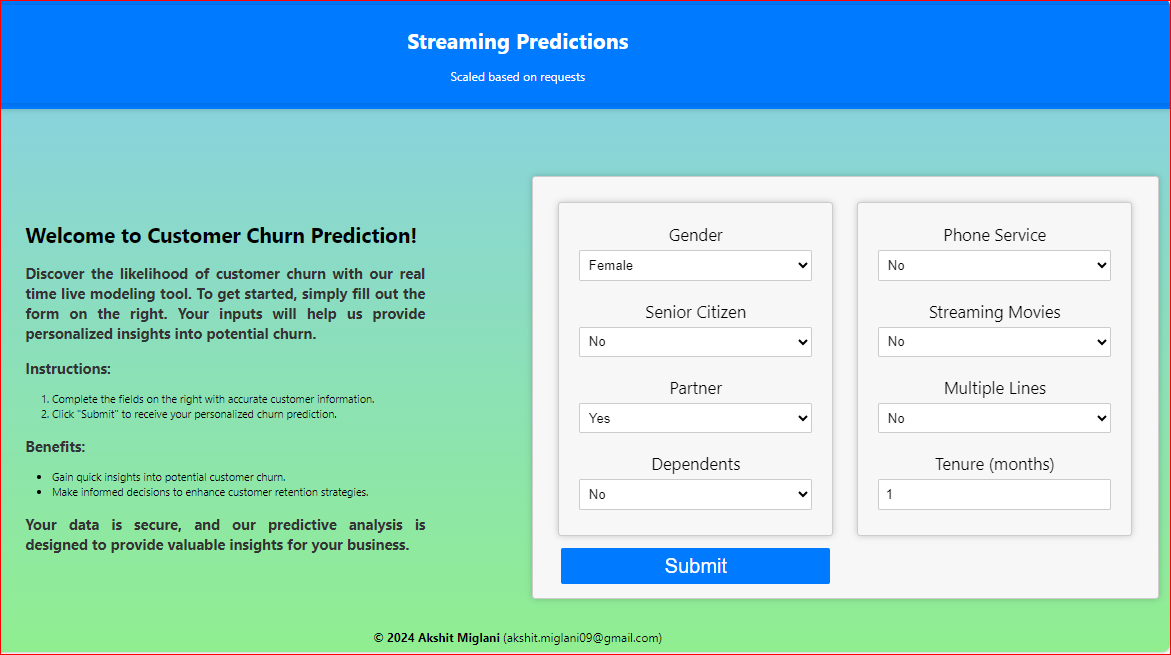 Streaming Predictions
Scaled based on requests
Welcome to Customer Churn Prediction!
Discover the likelihood of customer churn with our real
time live modeling tool. To get started, simply fill out the
form on the right. Your inputs will help us provide
personalized insights into potential churn.
Instructions:
1. Complete the fields on the right with accurate customer information.
2. Click "Submit" to receive your personalized churn prediction.
Benefits:
• Gain quick insights into potential customer churn.
• Make informed decisions to enhance customer retention strategies.
Your data is secure, and our predictive analysis is
designed to provide valuable insights for your business.
Gender
Female
Senior Citizen
No
Partner
Yes
Dependents
No
Phone Service
No
Streaming Movies
No
Multiple Lines
No
Tenure (months)
1
Submit
© 2024 Akshit Miglani (akshit.miglani09@gmail.com)